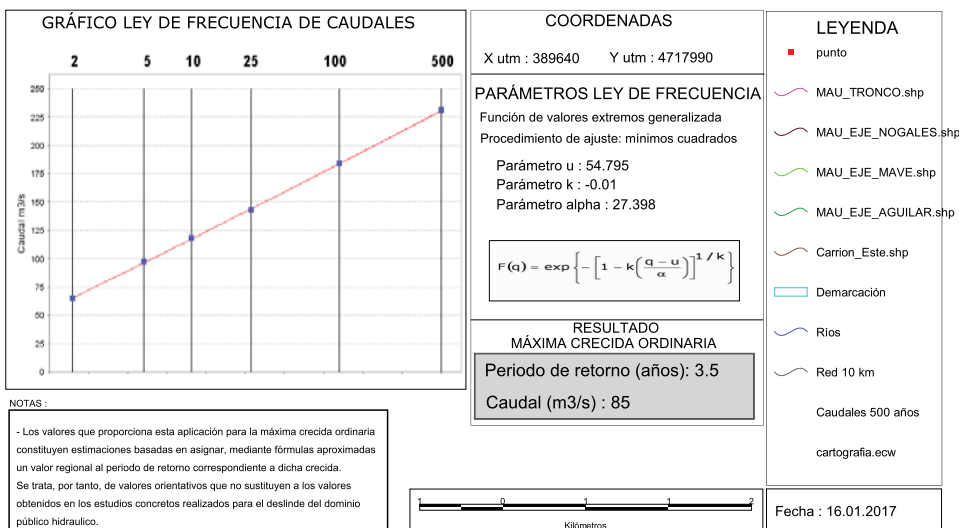 GRÁFICO LEY DE FRECUENCIA DE CAUDALES
2 5 10 25 100 500
250
225
200
175
150
125
100
75
50
25
0
Caudal m3/s
COORDENADAS
X utm : 389640 Y utm : 4717990
PARÁMETROS LEY DE FRECUENCIA
Función de valores extremos generalizada
Procedimiento de ajuste: mínimos cuadrados
Parámetro u : 54.795
Parámetro k : -0.01
Parámetro alpha : 27.398
F(q) = exp { - [ 1 - k ( q - u / α ) ] 1 / k }
RESULTADO
MÁXIMA CRECIDA ORDINARIA
Periodo de retorno (años): 3.5
Caudal (m3/s) : 85
LEYENDA
punto
MAU_TRONCO.shp
MAU_EJE_NOGALES.shp
MAU_EJE_MAVE.shp
MAU_EJE_AGUILAR.shp
Carrion_Este.shp
Demarcación
Ríos
Red 10 km
Caudales 500 años
cartografia.ecw
NOTAS :
- Los valores que proporciona esta aplicación para la máxima crecida ordinaria
constituyen estimaciones basadas en asignar, mediante fórmulas aproximadas
un valor regional al periodo de retorno correspondiente a dicha crecida.
Se trata, por tanto, de valores orientativos que no sustituyen a los valores
obtenidos en los estudios concretos realizados para el deslinde del dominio
público hidraulico.
1 0 1 2
Kilómetros
Fecha : 16.01.2017